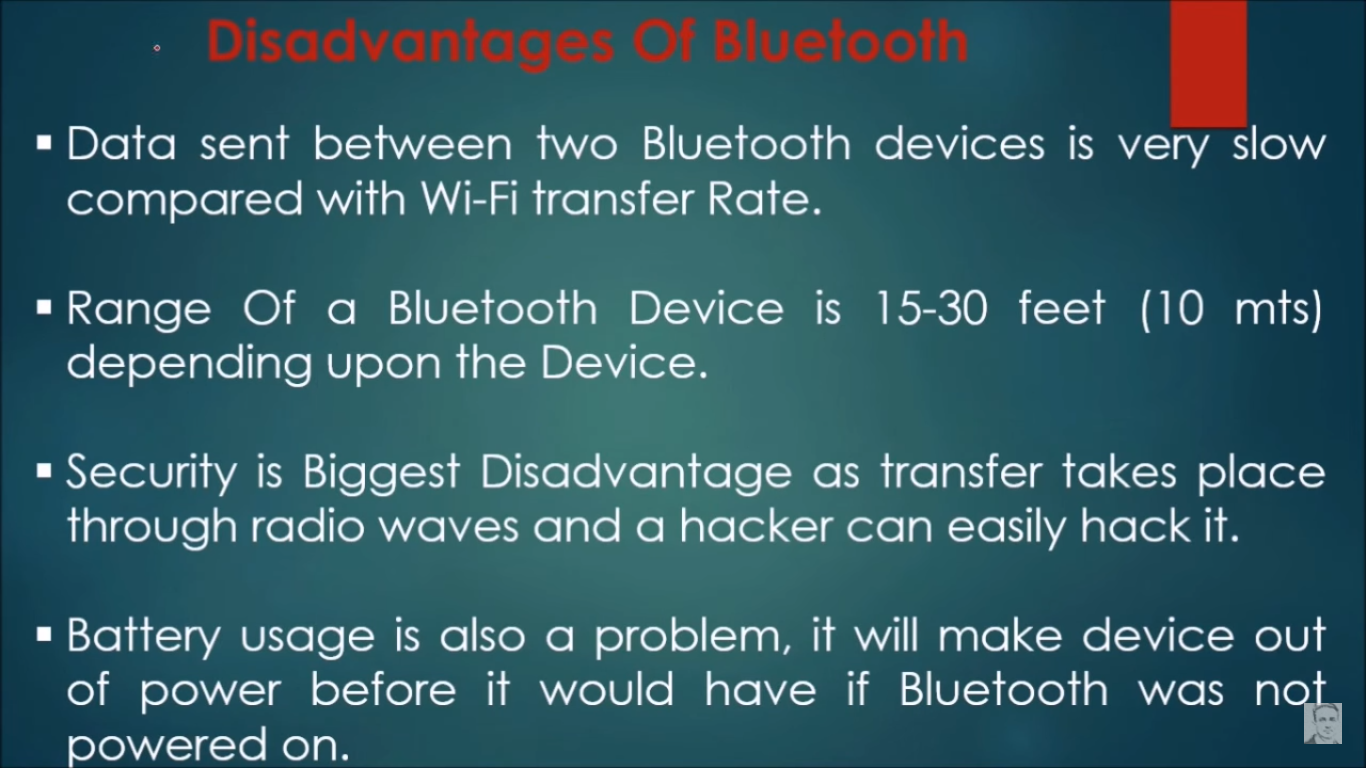 Disadvantages Of Bluetooth
▪ Data sent between two Bluetooth devices is very slow
compared with Wi-Fi transfer Rate.
▪ Range Of a Bluetooth Device is 15-30 feet (10 mts)
depending upon the Device.
▪ Security is Biggest Disadvantage as transfer takes place
through radio waves and a hacker can easily hack it.
▪ Battery usage is also a problem, it will make device out
of power before it would have if Bluetooth was not
powered on.